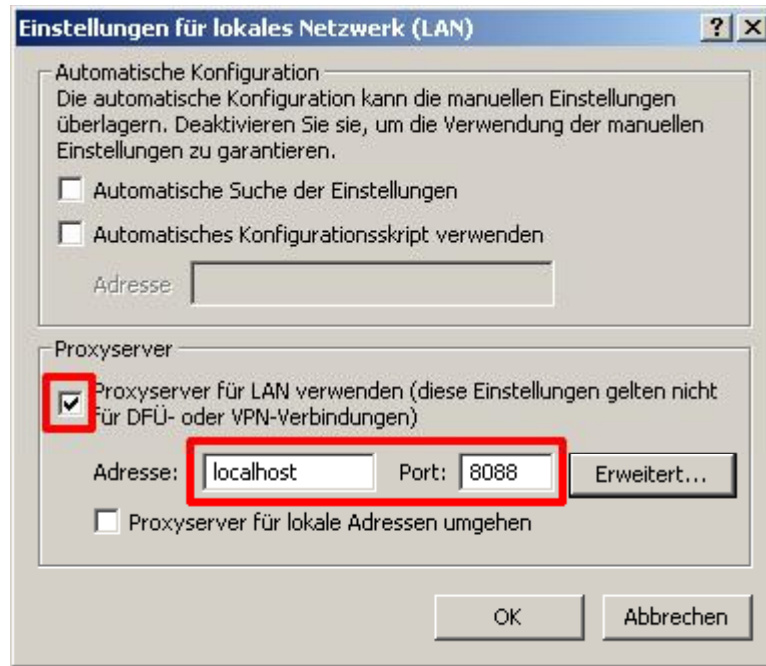 Einstellungen für lokales Netzwerk (LAN)
Automatische Konfiguration
Die automatische Konfiguration kann die manuellen Einstellungen
überlagern. Deaktivieren Sie sie, um die Verwendung der manuellen
Einstellungen zu garantieren.
Automatische Suche der Einstellungen
Automatisches Konfigurationsskript verwenden
Adresse
Proxyserver
Proxyserver für LAN verwenden (diese Einstellungen gelten nicht
für DFÜ- oder VPN-Verbindungen)
Adresse: localhost Port: 8088 Erweitert...
Proxyserver für lokale Adressen umgehen
OK Abbrechen